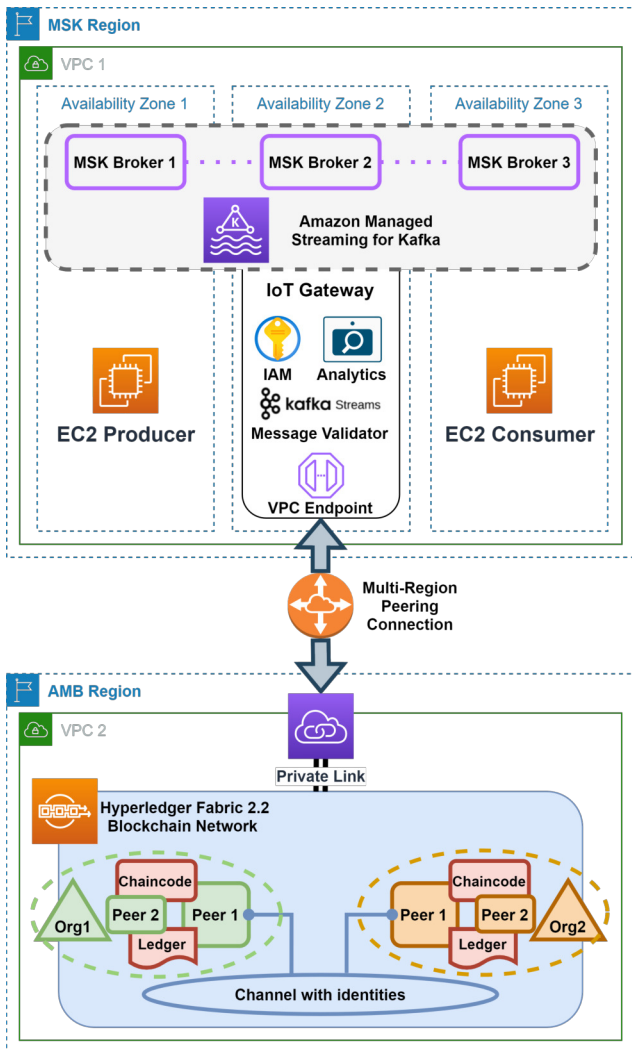 MSK Region
VPC 1
Availability Zone 1
Availability Zone 2
Availability Zone 3
MSK Broker 1
MSK Broker 2
MSK Broker 3
K
Amazon Managed
Streaming for Kafka
IoT Gateway
IAM
Analytics
kafka Streams
Message Validator
EC2 Producer
EC2 Consumer
VPC Endpoint
Multi-Region
Peering
Connection
AMB Region
VPC 2
Private Link
Hyperledger Fabric 2.2
Blockchain Network
Chaincode
Org1
Peer 2
Peer 1
Ledger
Chaincode
Peer 1
Peer 2
Org2
Ledger
Channel with identities